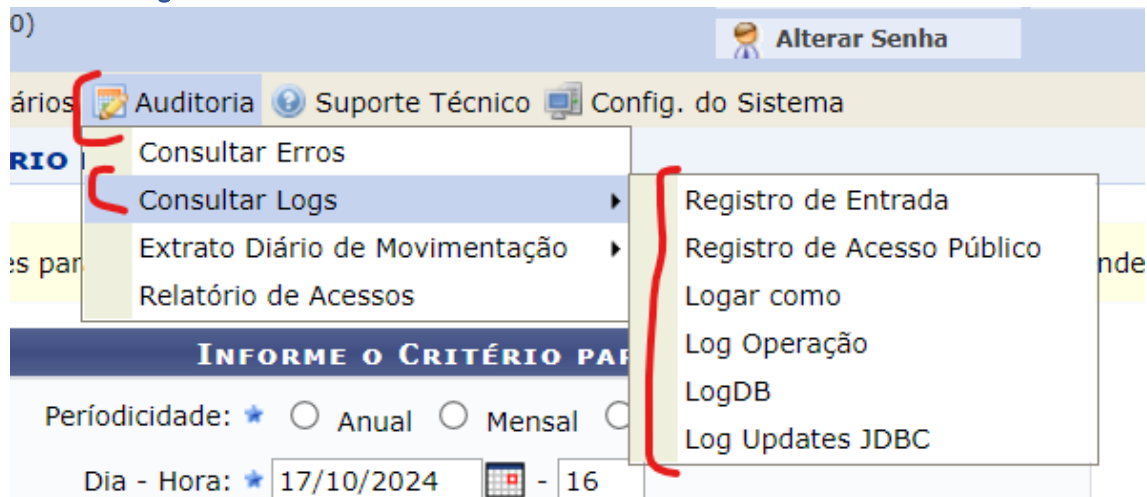 0)
Alterar Senha
ários Auditoria Suporte Técnico Config. do Sistema
Consultar Erros
RIO
Consultar Logs
Registro de Entrada
Extrato Diário de Movimentação
Registro de Acesso Público
es par
nde
Relatório de Acessos
Logar como
Log Operação
INFORME O CRITÉRIO PAR
LogDB
Períodicidade: Anual Mensal
Log Updates JDBC
Dia - Hora: 17/10/2024 - 16